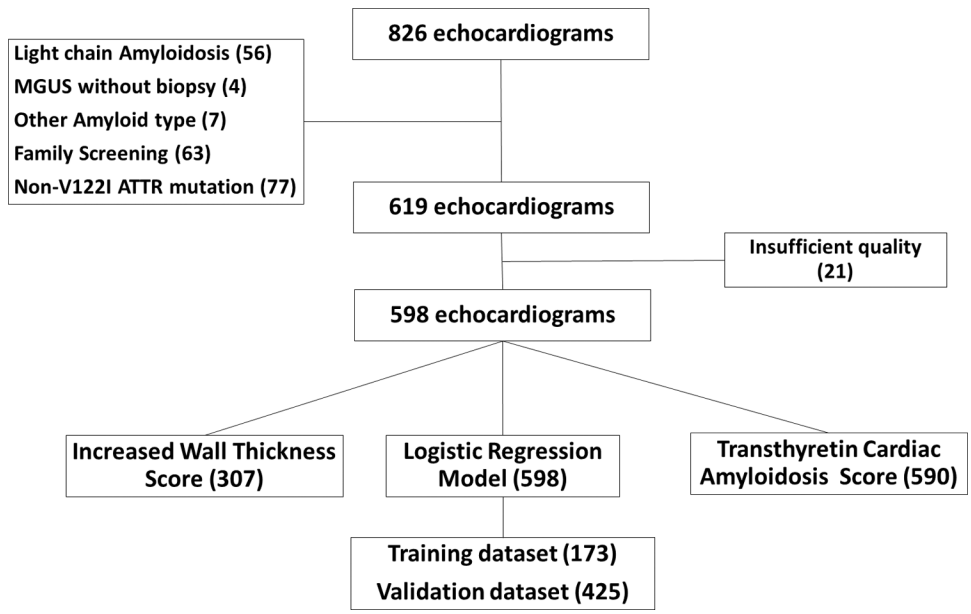 826 echocardiograms
Light chain Amyloidosis (56)
MGUS without biopsy (4)
Other Amyloid type (7)
Family Screening (63)
Non-V122I ATTR mutation (77)
619 echocardiograms
Insufficient quality
(21)
598 echocardiograms
Increased Wall Thickness
Score (307)
Logistic Regression
Model (598)
Transthyretin Cardiac
Amyloidosis Score (590)
Training dataset (173)
Validation dataset (425)